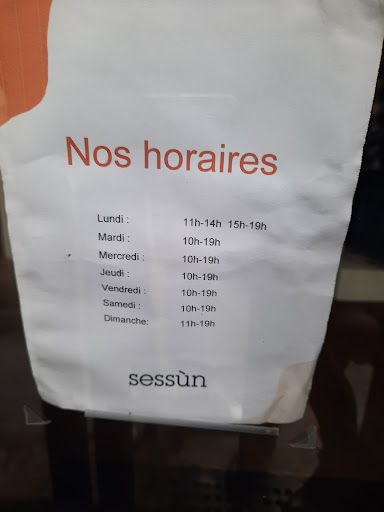 Nos horaires
Lundi : 11h-14h 15h-19h
Mardi : 10h-19h
Mercredi : 10h-19h
Jeudi : 10h-19h
Vendredi : 10h-19h
Samedi : 10h-19h
Dimanche: 11h-19h
sessùn